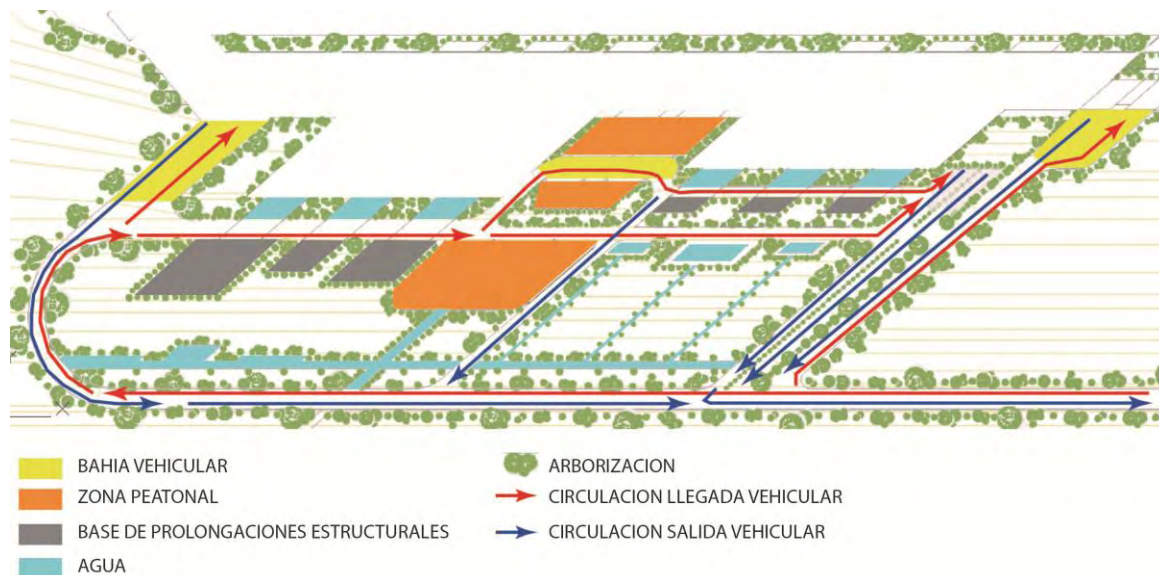 BAHIA VEHICULAR
ZONA PEATONAL
BASE DE PROLONGACIONES ESTRUCTURALES
AGUA
ARBORIZACION
CIRCULACION LLEGADA VEHICULAR
CIRCULACION SALIDA VEHICULAR